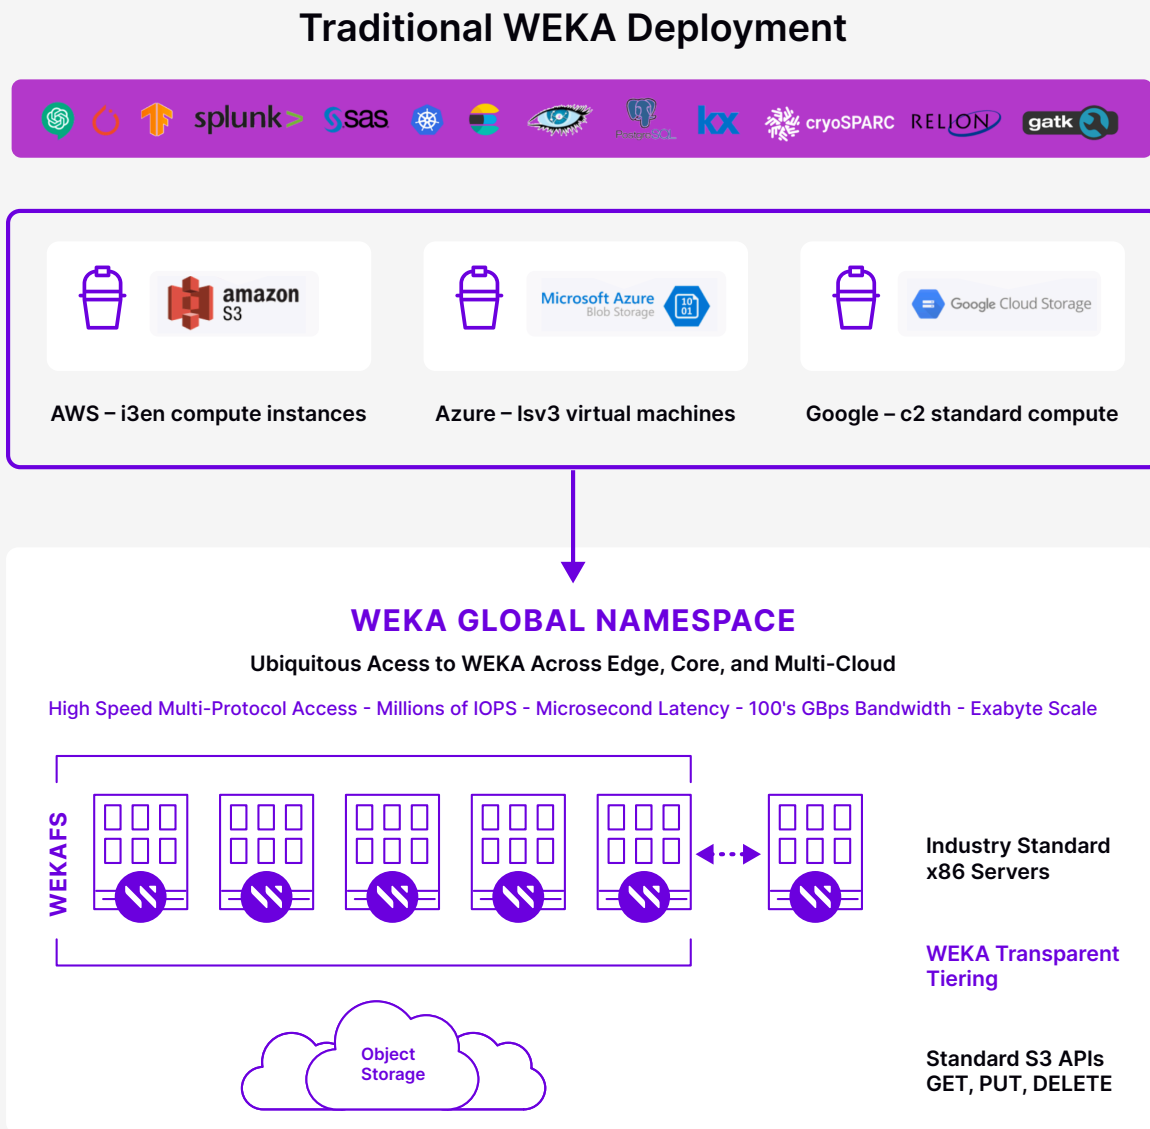 Traditional WEKA Deployment
splunk>
sas
kx
cryoSPARC
RELION
gatk
amazon
S3
Microsoft Azure
Blob Storage
10
01
Google Cloud Storage
AWS – i3en compute instances
Azure – lsv3 virtual machines
Google – c2 standard compute
WEKA GLOBAL NAMESPACE
Ubiquitous Acess to WEKA Across Edge, Core, and Multi-Cloud
High Speed Multi-Protocol Access - Millions of IOPS - Microsecond Latency - 100's GBps Bandwidth - Exabyte Scale
WEKAFS
Industry Standard
x86 Servers
WEKA Transparent
Tiering
Object
Storage
Standard S3 APIs
GET, PUT, DELETE